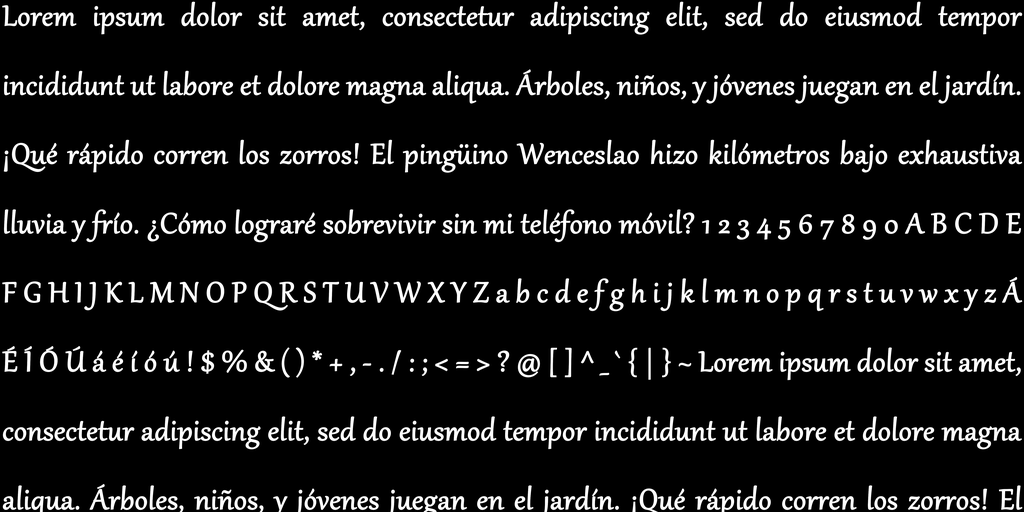 Lorem ipsum dolor sit amet, consectetur adipiscing elit, sed do eiusmod tempor
incididunt ut labore et dolore magna aliqua. Árboles, niños, y jóvenes juegan en el jardín.
¡Qué rápido corren los zorros! El pingüino Wenceslao hizo kilómetros bajo exhaustiva
lluvia y frío. ¿Cómo lograré sobrevivir sin mi teléfono móvil? 1 2 3 4 5 6 7 8 9 0 A B C D E
F G H I J K L M N O P Q R S T U V W X Y Z a b c d e f g h i j k l m n o p q r s t u v w x y z Á
É Í Ó Ú á é í ó ú ! $ % & ( ) * + , - . / : ; < = > ? @ [ ] ^ _ ` { | } ~ Lorem ipsum dolor sit amet,
consectetur adipiscing elit, sed do eiusmod tempor incididunt ut labore et dolore magna
aliqua. Árboles, niños, y jóvenes juegan en el jardín. ¡Qué rápido corren los zorros! El